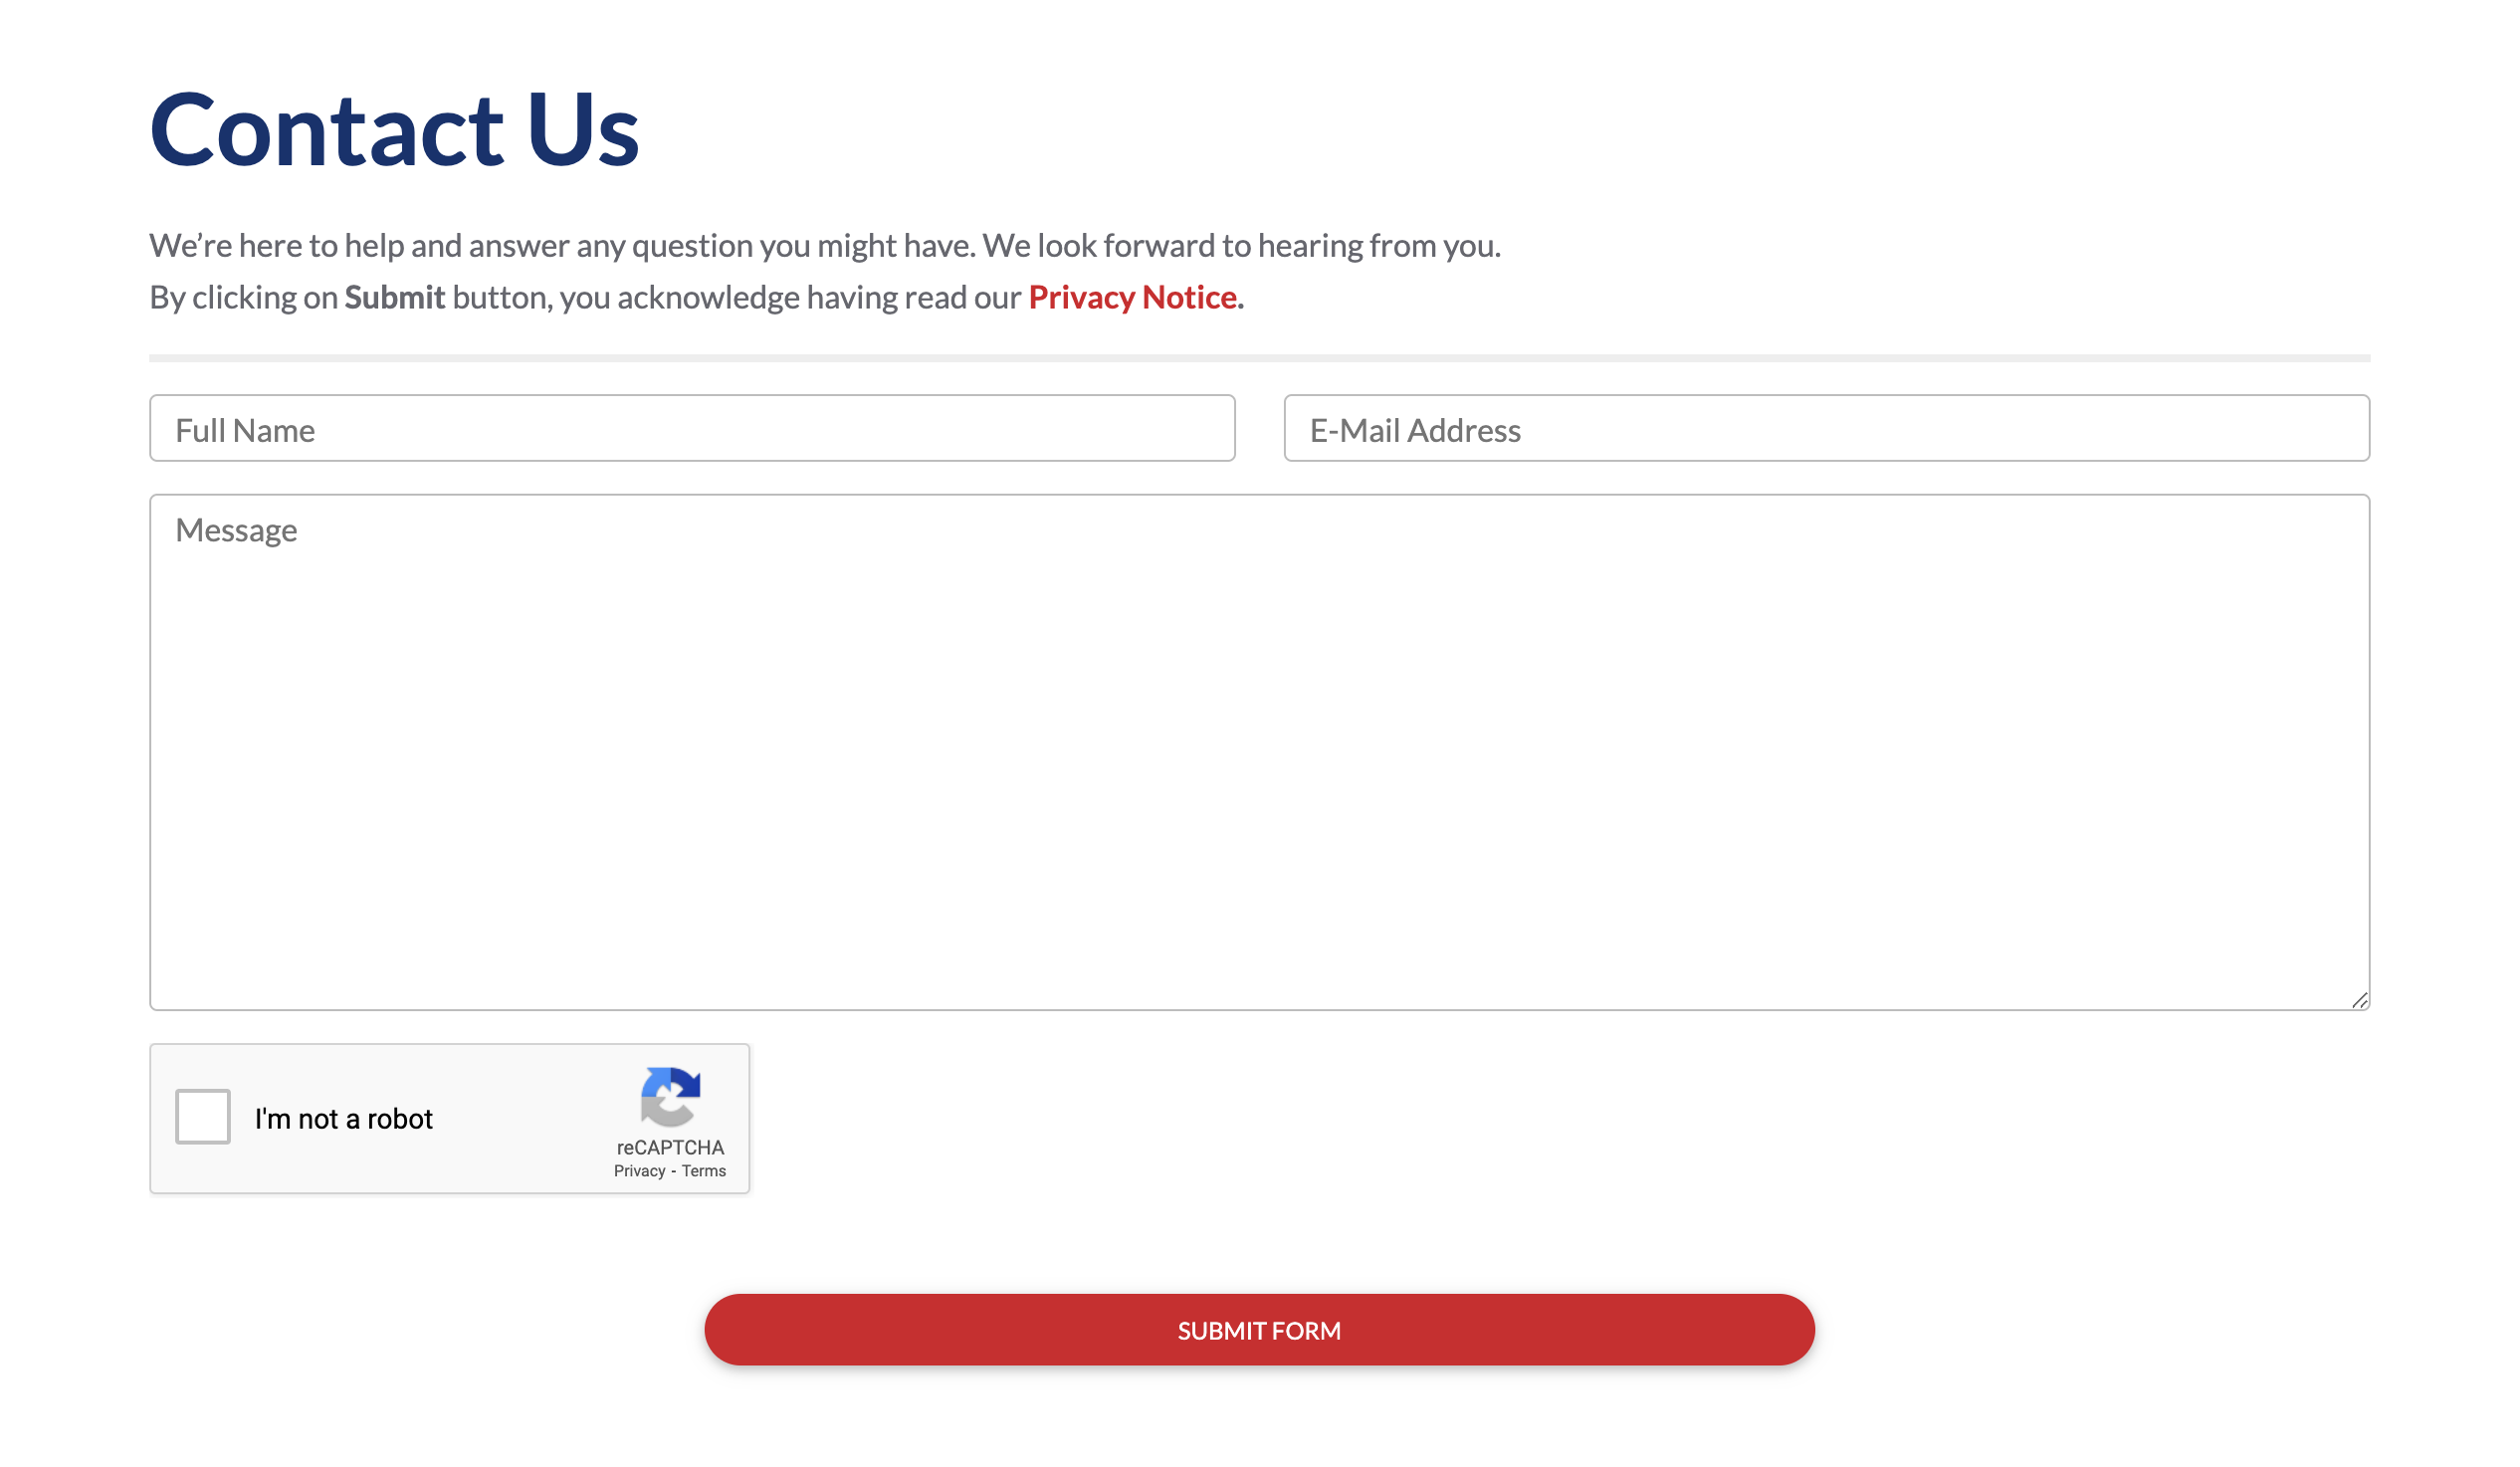 Contact Us
We’re here to help and answer any question you might have. We look forward to hearing from you.
By clicking on Submit button, you acknowledge having read our Privacy Notice.
Full Name
E-Mail Address
Message
I'm not a robot
reCAPTCHA
Privacy - Terms
SUBMIT FORM